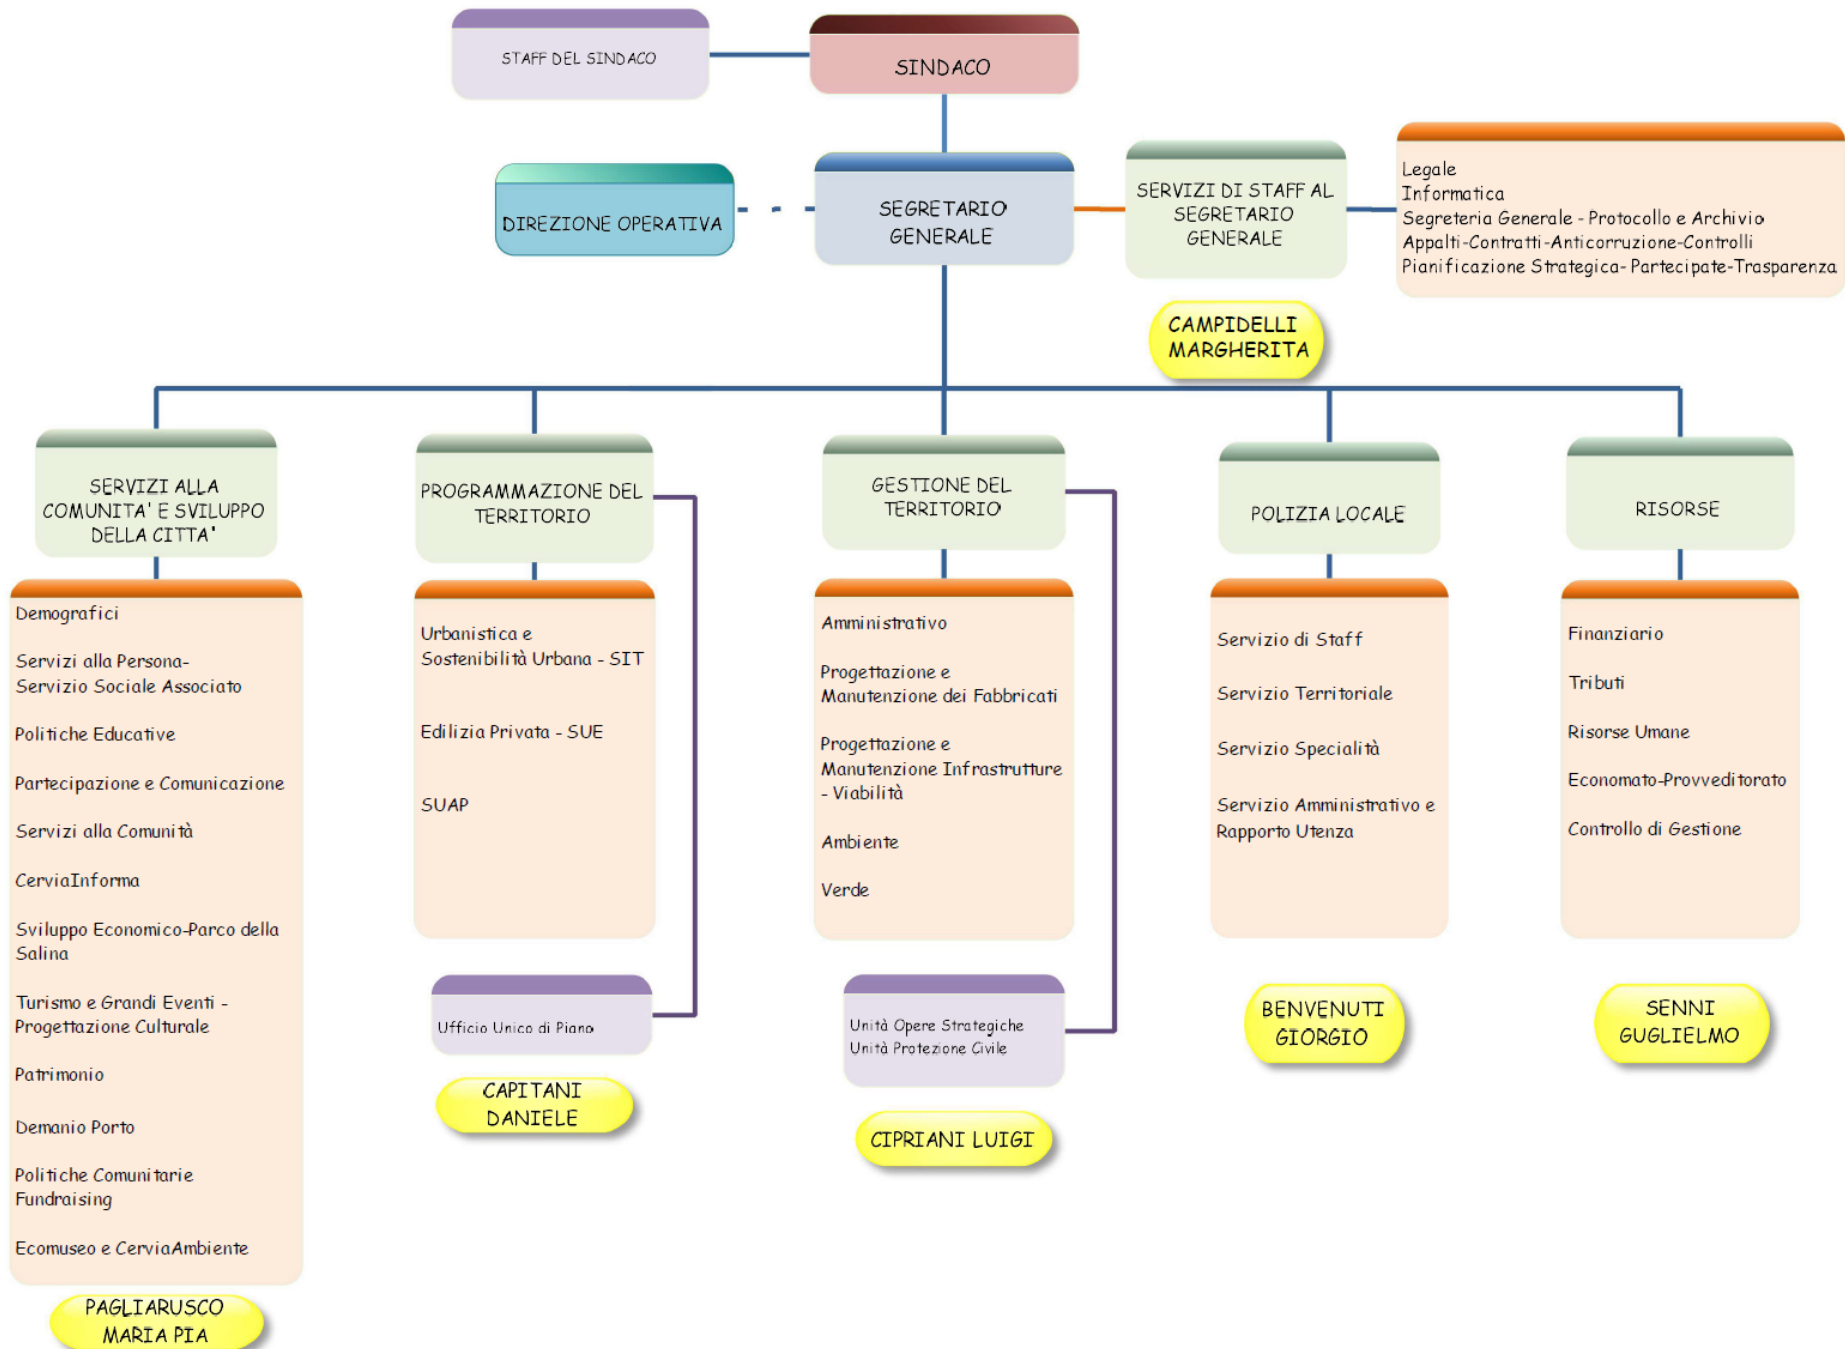 STAFF DEL SINDACO
SINDACO
DIREZIONE OPERATIVA
SEGRETARIO
GENERALE
SERVIZI DI STAFF AL
SEGRETARIO
GENERALE
Legale
Informatica
Segreteria Generale - Protocollo e Archivio
Appalti-Contratti-Anticorruzione-Controlli
Pianificazione Strategica- Partecipate-Trasparenza
CAMPIDELLI
MARGHERITA
SERVIZI ALLA
COMUNITA' E SVILUPPO
DELLA CITTA'
Demografici
Servizi alla Persona-
Servizio Sociale Associato
Politiche Educative
Partecipazione e Comunicazione
Servizi alla Comunità
CerviaInforma
Sviluppo Economico-Parco della
Salina
Turismo e Grandi Eventi -
Progettazione Culturale
Patrimonio
Demanio Porto
Politiche Comunitarie
Fundraising
Ecomuseo e CerviaAmbiente
PAGLIARUSCO
MARIA PIA
PROGRAMMAZIONE DEL
TERRITORIO
Urbanistica e
Sostenibilità Urbana - SIT
Edilizia Privata - SUE
SUAP
Ufficio Unico di Piano
CAPITANI
DANIELE
GESTIONE DEL
TERRITORIO
Amministrativo
Progettazione e
Manutenzione dei Fabbricati
Progettazione e
Manutenzione Infrastrutture
- Viabilità
Ambiente
Verde
Unità Opere Strategiche
Unità Protezione Civile
CIPRIANI LUIGI
POLIZIA LOCALE
Servizio di Staff
Servizio Territoriale
Servizio Specialità
Servizio Amministrativo e
Rapporto Utenza
BENVENUTI
GIORGIO
RISORSE
Finanziario
Tributi
Risorse Umane
Economato-Provveditorato
Controllo di Gestione
SENNI
GUGLIELMO